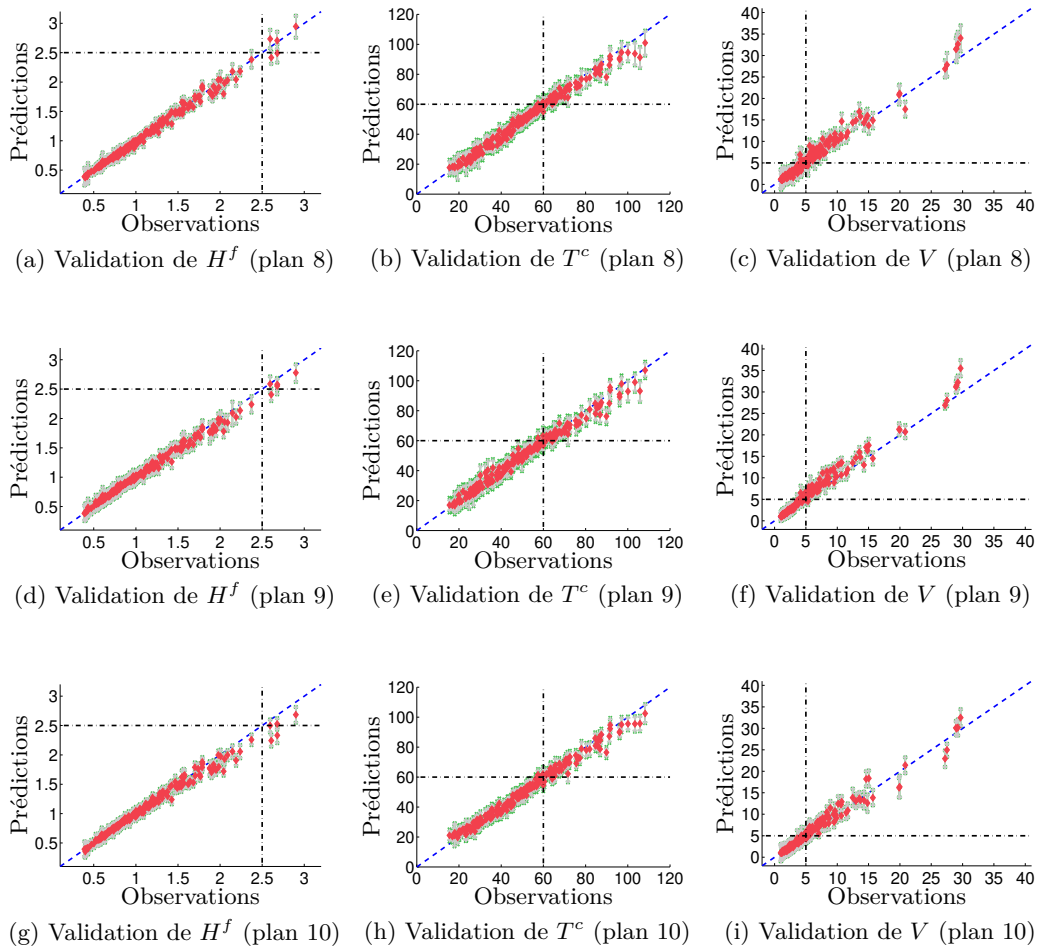 Prédictions
3
2.5
2
1.5
1
0.5
0.5 1 1.5 2 2.5 3
Observations
(a) Validation de H^f (plan 8)
Prédictions
120
100
80
60
40
20
0
0 20 40 60 80 100 120
Observations
(b) Validation de T^c (plan 8)
Prédictions
40
35
30
25
20
15
10
5
0
0 5 10 15 20 25 30 35 40
Observations
(c) Validation de V (plan 8)
Prédictions
3
2.5
2
1.5
1
0.5
0.5 1 1.5 2 2.5 3
Observations
(d) Validation de H^f (plan 9)
Prédictions
120
100
80
60
40
20
0
0 20 40 60 80 100 120
Observations
(e) Validation de T^c (plan 9)
Prédictions
40
35
30
25
20
15
10
5
0
0 5 10 15 20 25 30 35 40
Observations
(f) Validation de V (plan 9)
Prédictions
3
2.5
2
1.5
1
0.5
0.5 1 1.5 2 2.5 3
Observations
(g) Validation de H^f (plan 10)
Prédictions
120
100
80
60
40
20
0
0 20 40 60 80 100 120
Observations
(h) Validation de T^c (plan 10)
Prédictions
40
35
30
25
20
15
10
5
0
0 5 10 15 20 25 30 35 40
Observations
(i) Validation de V (plan 10)